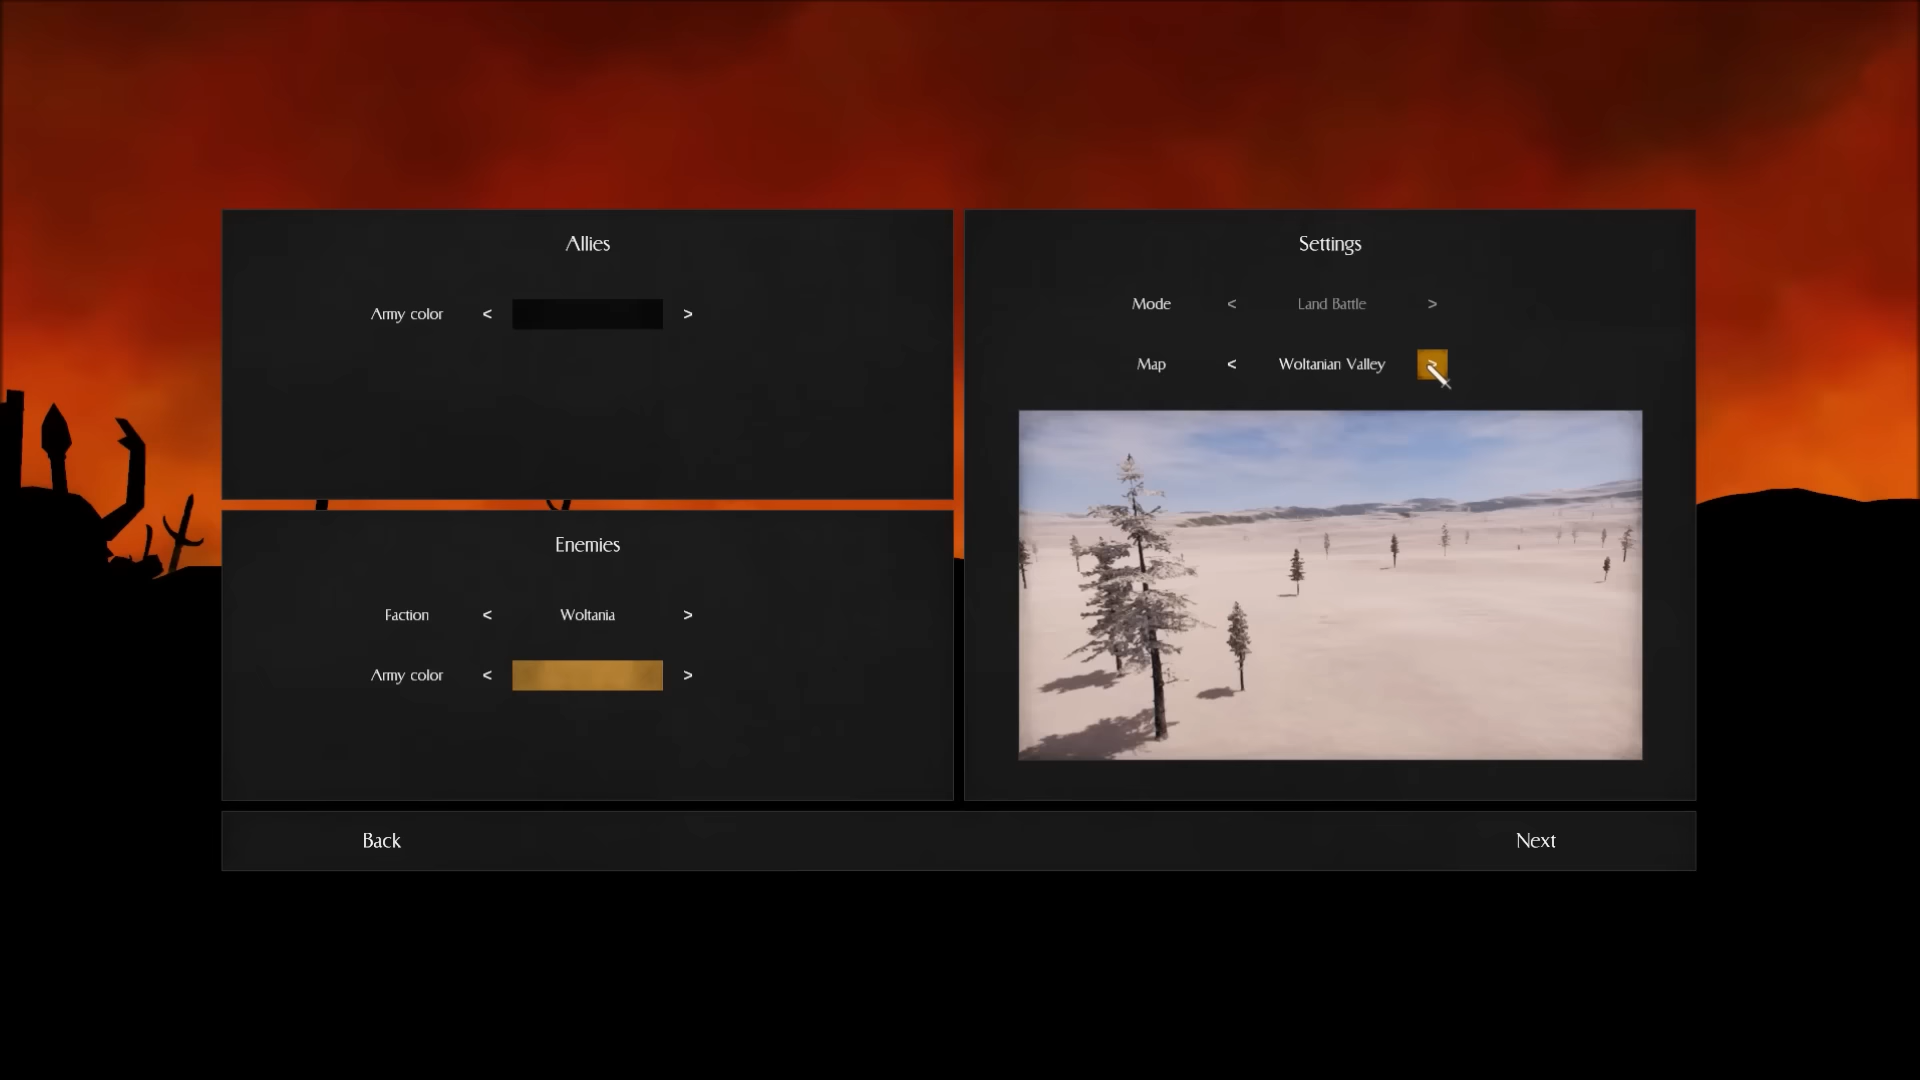 Allies
Army color < >
Enemies
Faction < Woltania >
Army color < >
Settings
Mode < Land Battle >
Map < Woltanian Valley >
Back
Next